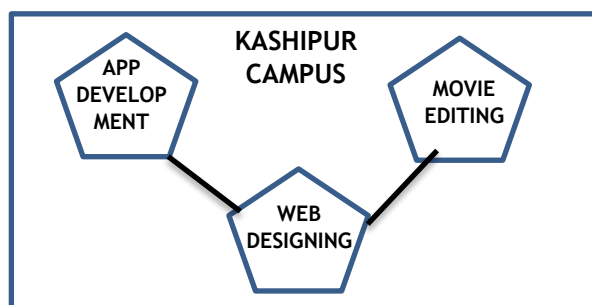 KASHIPUR
CAMPUS
APP
DEVELOP
MENT
MOVIE
EDITING
WEB
DESIGNING